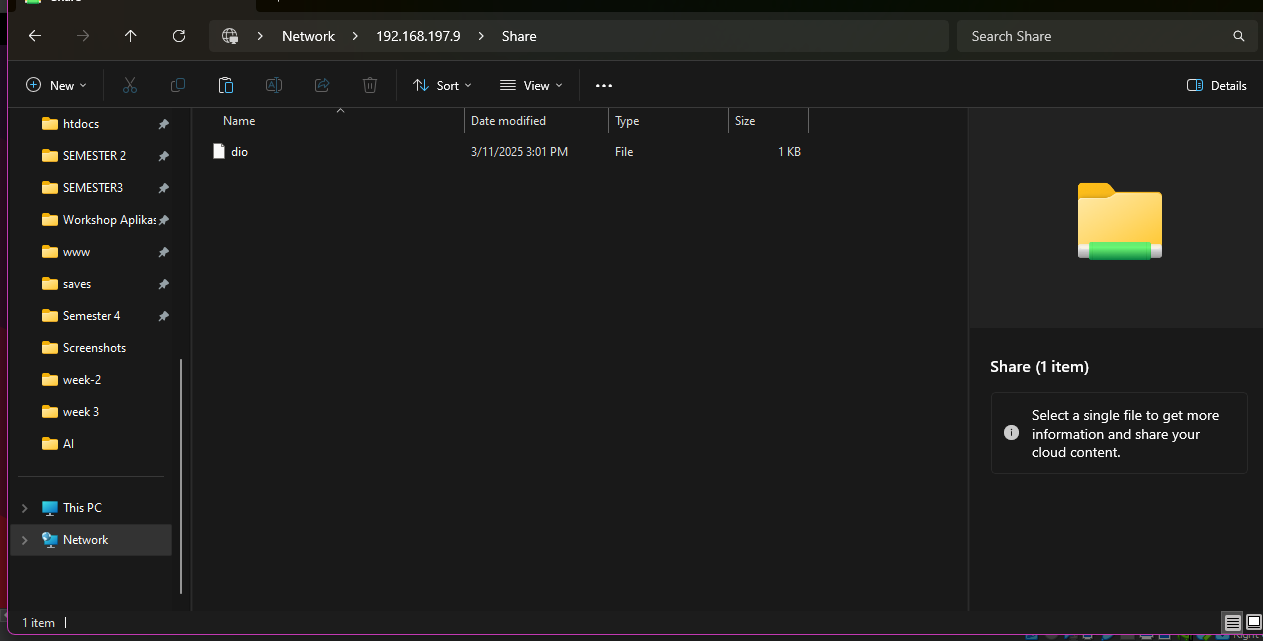 Share
Network
192.168.197.9
Share
Search Share
New
Sort
View
Details
htdocs
SEMESTER 2
SEMESTER3
Workshop Aplikas
www
saves
Semester 4
Screenshots
week-2
week 3
AI
This PC
Network
Name Date modified Type Size
dio 3/11/2025 3:01 PM File 1 KB
Share (1 item)
Select a single file to get more
information and share your
cloud content.
1 item
Right